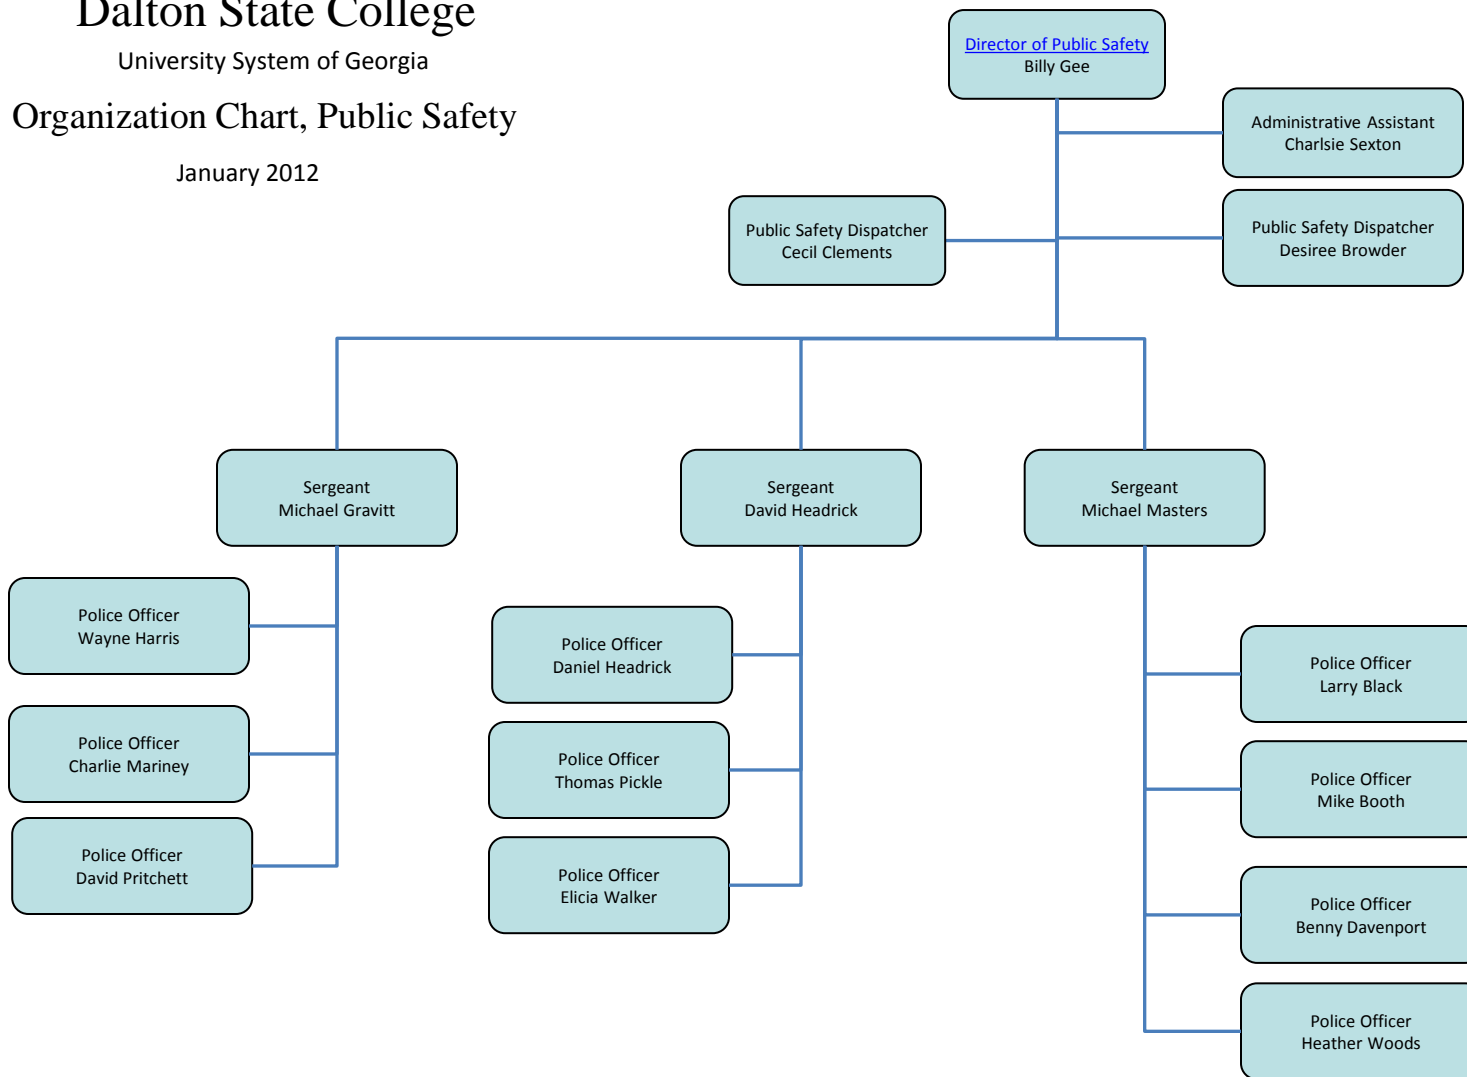 Dalton State College
University System of Georgia
Organization Chart, Public Safety
January 2012
Director of Public Safety
Billy Gee
Administrative Assistant
Charlsie Sexton
Public Safety Dispatcher
Cecil Clements
Public Safety Dispatcher
Desiree Browder
Sergeant
Michael Gravitt
Sergeant
David Headrick
Sergeant
Michael Masters
Police Officer
Wayne Harris
Police Officer
Charlie Mariney
Police Officer
David Pritchett
Police Officer
Daniel Headrick
Police Officer
Thomas Pickle
Police Officer
Elicia Walker
Police Officer
Larry Black
Police Officer
Mike Booth
Police Officer
Benny Davenport
Police Officer
Heather Woods